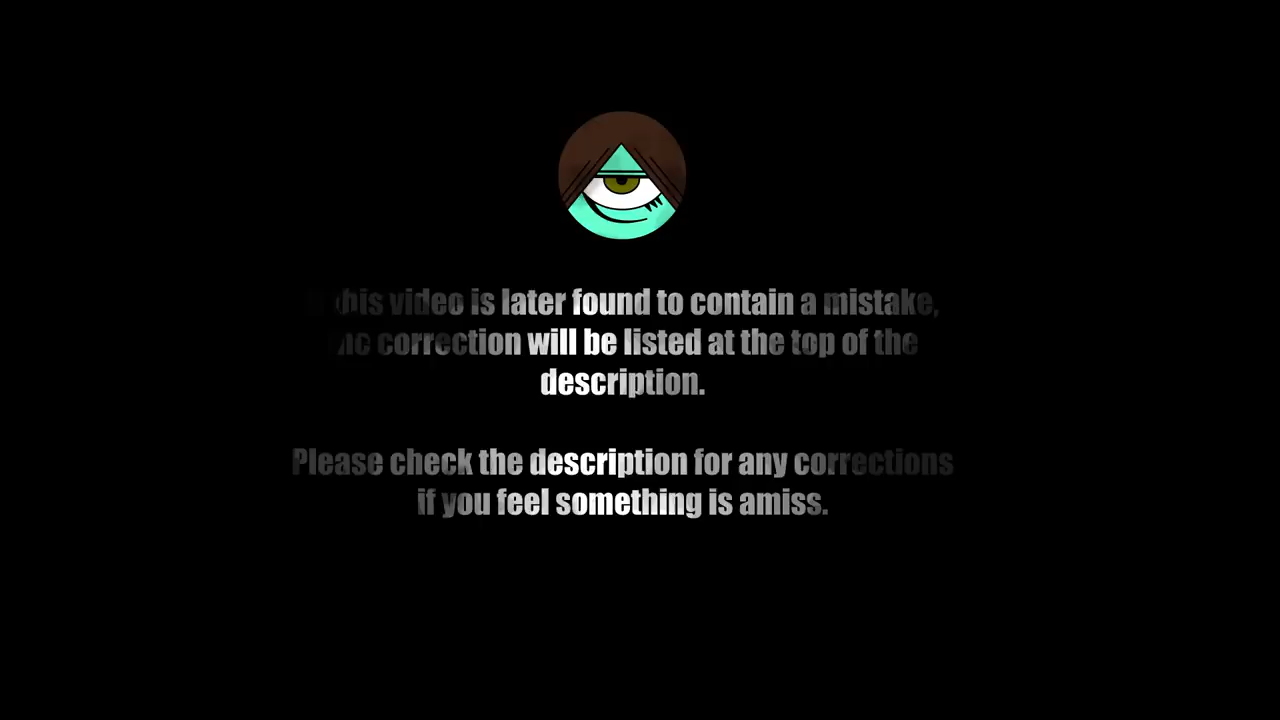 this video is later found to contain a mistake,
correction will be listed at the top of the
description.
Please check the description for any corrections
if you feel something is amiss.